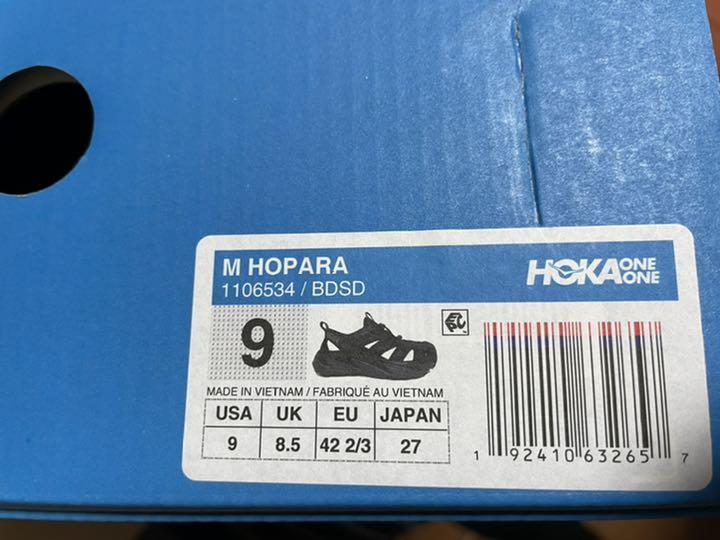 M HOPARA
1106534 / BDSD
HOKA ONE ONE
9
MADE IN VIETNAM / FABRIQUÉ AU VIETNAM
USA UK EU JAPAN
9 8.5 42 2/3 27
1 92410 63265 7